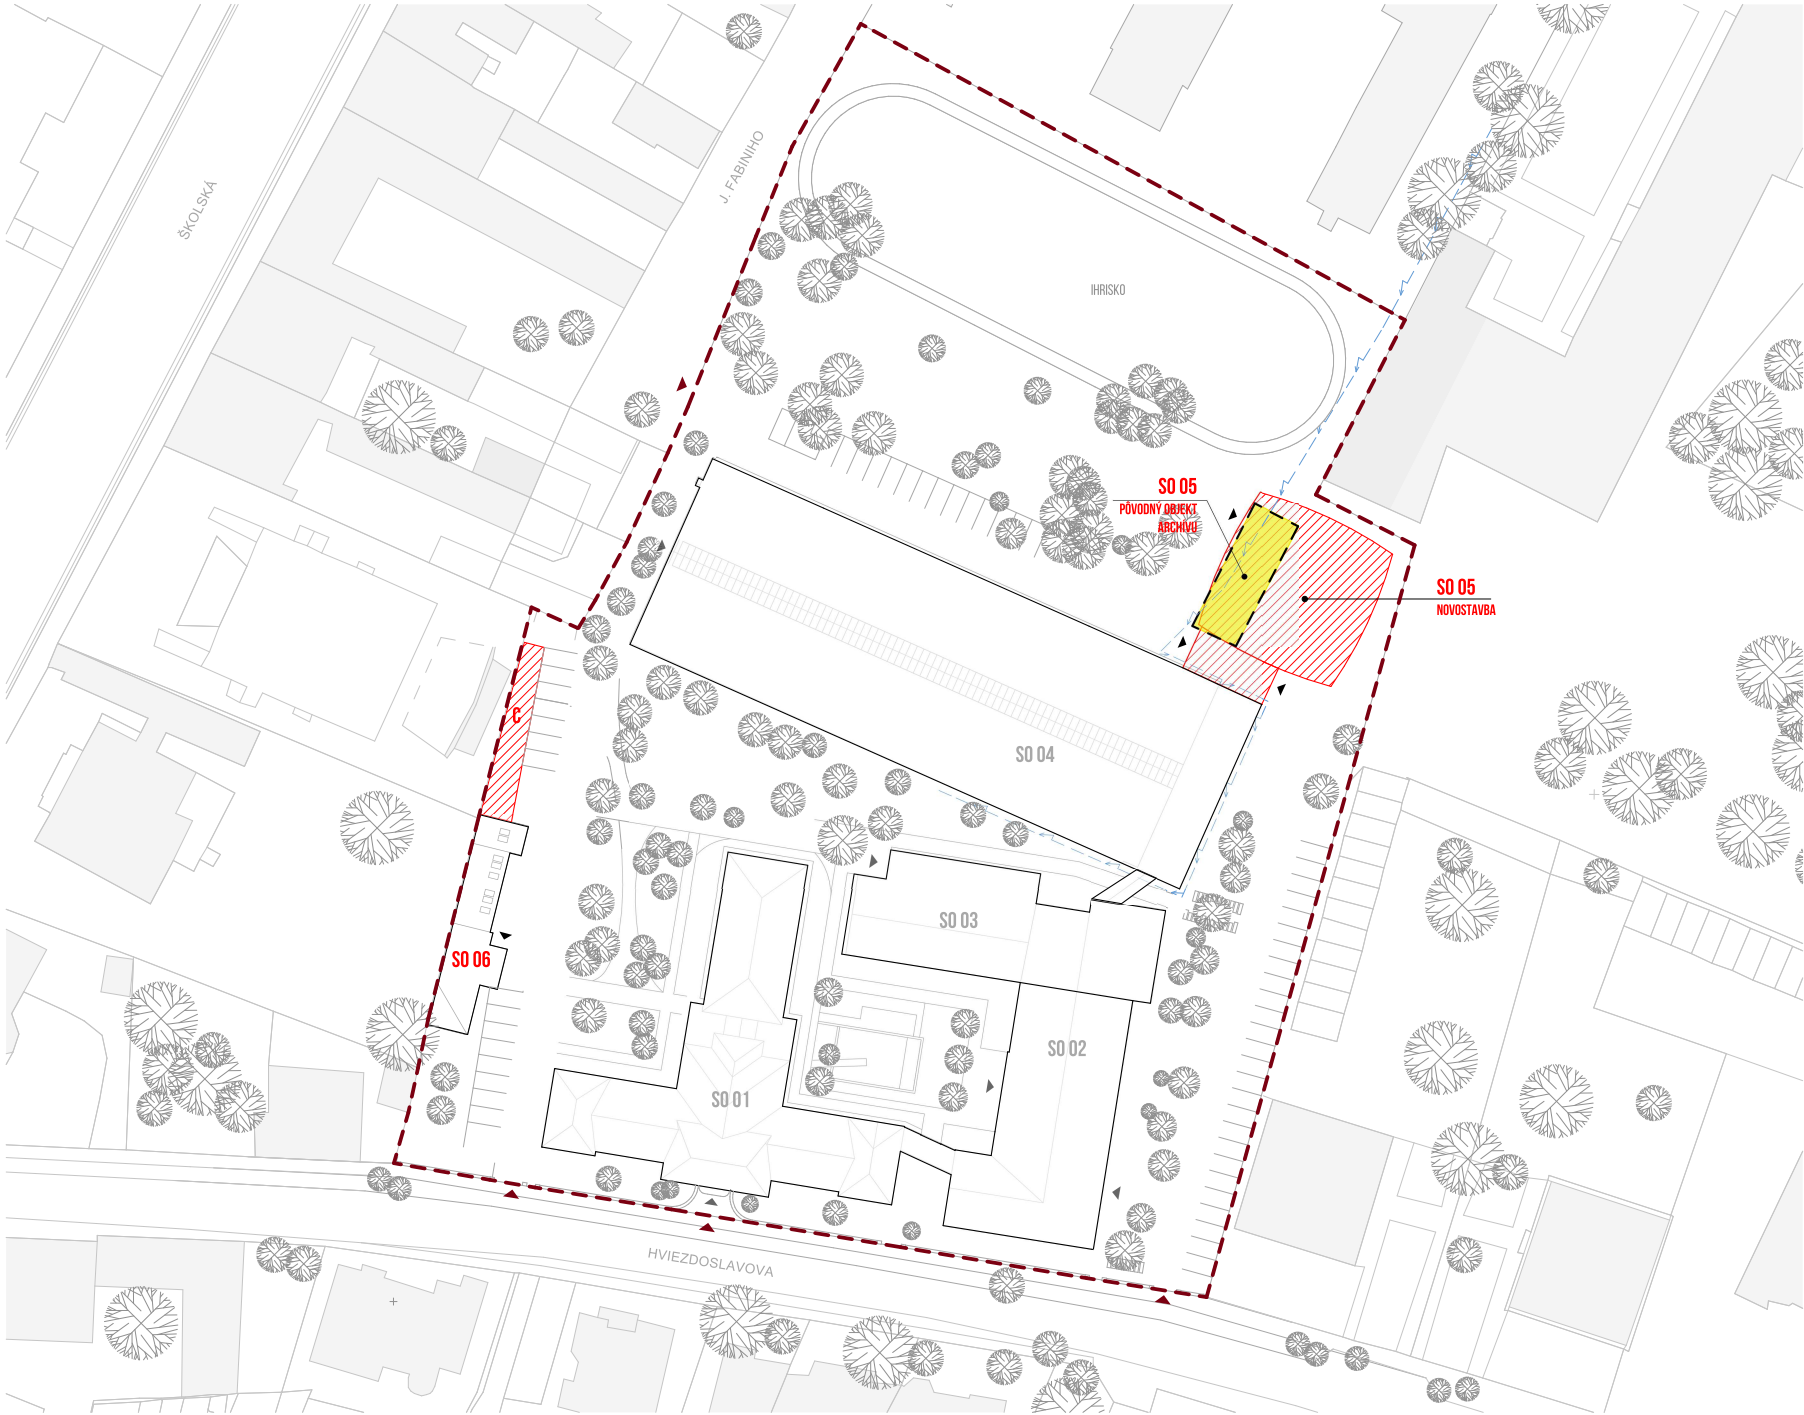 ŠKOLSKÁ
J. FABINIHO
IHRISKO
SO 05
PÔVODNÝ OBJEKT
ARCHÍVU
SO 05
NOVOSTAVBA
C
SO 04
SO 03
SO 06
SO 02
SO 01
HVIEZDOSLAVOVA